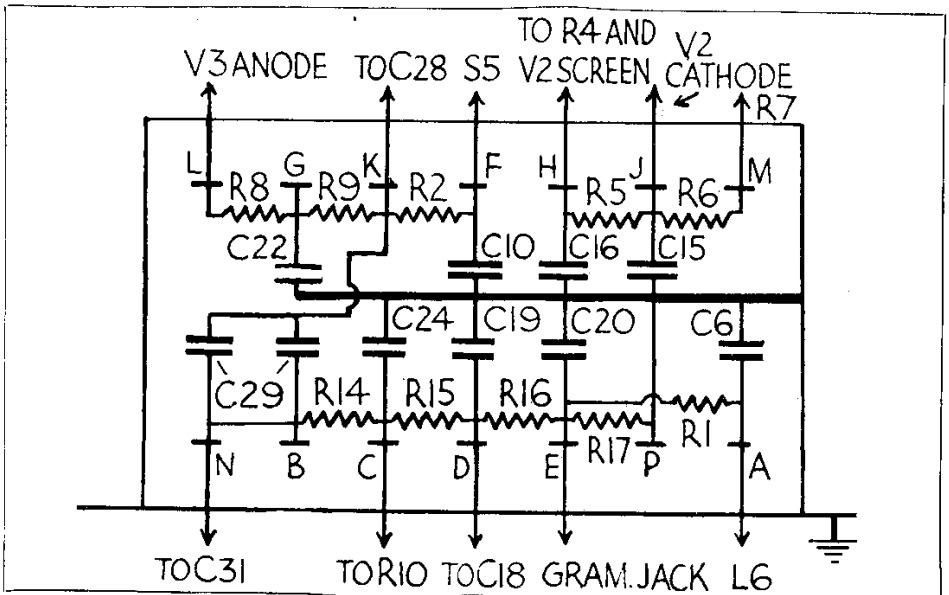 TO R4 AND
V2
V3 ANODE TO C28 S5 V2 SCREEN CATHODE
R7
L G K F H J M
R8 R9 R2 R5 R6
C22 C10 C16 C15
C24 C19 C20 C6
C29 R14 R15 R16
R17 R1
N B C D E P A
TO C31 TO R10 TO C18 GRAM. JACK L6